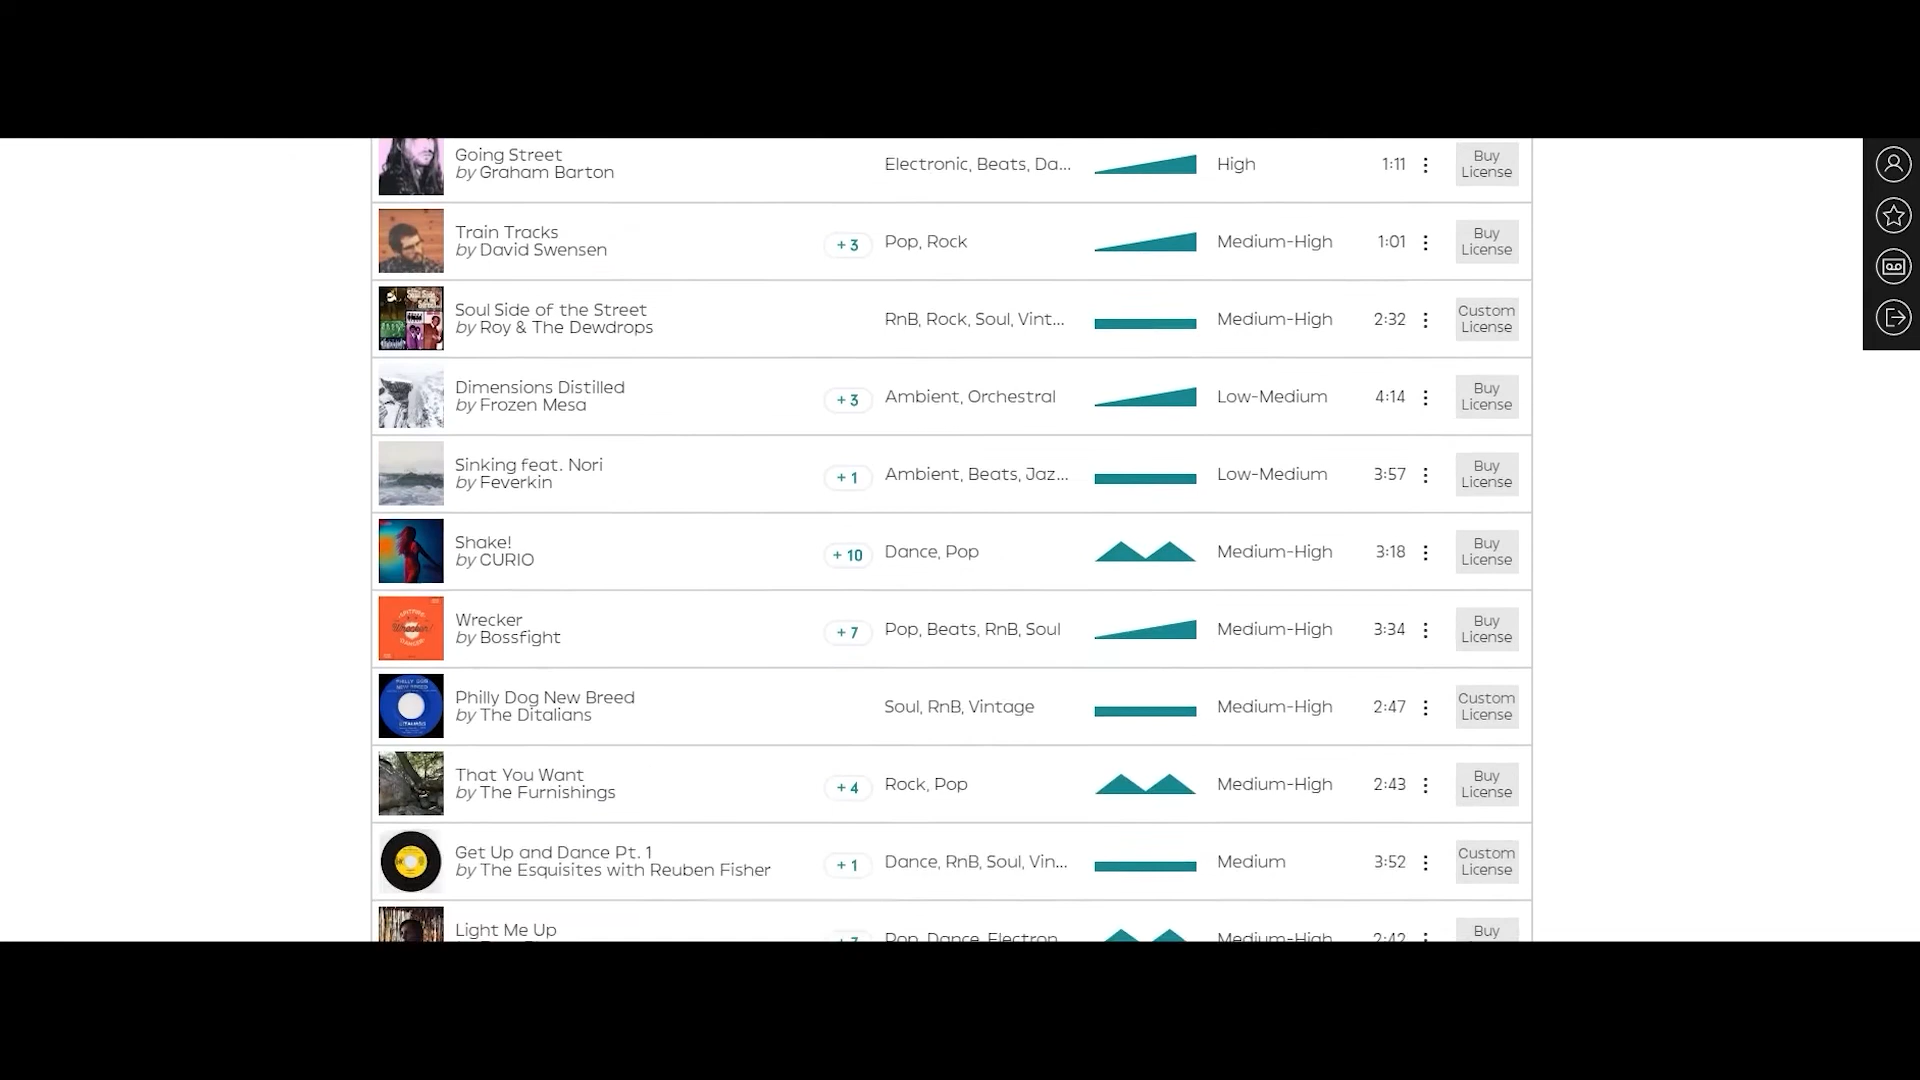 Going Street
by Graham Barton
Electronic, Beats, Da...
High
1:11
Buy
License
Train Tracks
by David Swensen
+ 3
Pop, Rock
Medium-High
1:01
Buy
License
Soul Side of the Street
by Roy & The Dewdrops
RnB, Rock, Soul, Vint...
Medium-High
2:32
Custom
License
Dimensions Distilled
by Frozen Mesa
+ 3
Ambient, Orchestral
Low-Medium
4:14
Buy
License
Sinking feat. Nori
by Feverkin
+ 1
Ambient, Beats, Jaz...
Low-Medium
3:57
Buy
License
Shake!
by CURIO
+ 10
Dance, Pop
Medium-High
3:18
Buy
License
Wrecker
by Bossfight
+ 7
Pop, Beats, RnB, Soul
Medium-High
3:34
Buy
License
Philly Dog New Breed
by The Ditalians
Soul, RnB, Vintage
Medium-High
2:47
Custom
License
That You Want
by The Furnishings
+ 4
Rock, Pop
Medium-High
2:43
Buy
License
Get Up and Dance Pt. 1
by The Esquisites with Reuben Fisher
+ 1
Dance, RnB, Soul, Vin...
Medium
3:52
Custom
License
Light Me Up
Pop, Dance, Electron
Medium-High
2:42
Buy